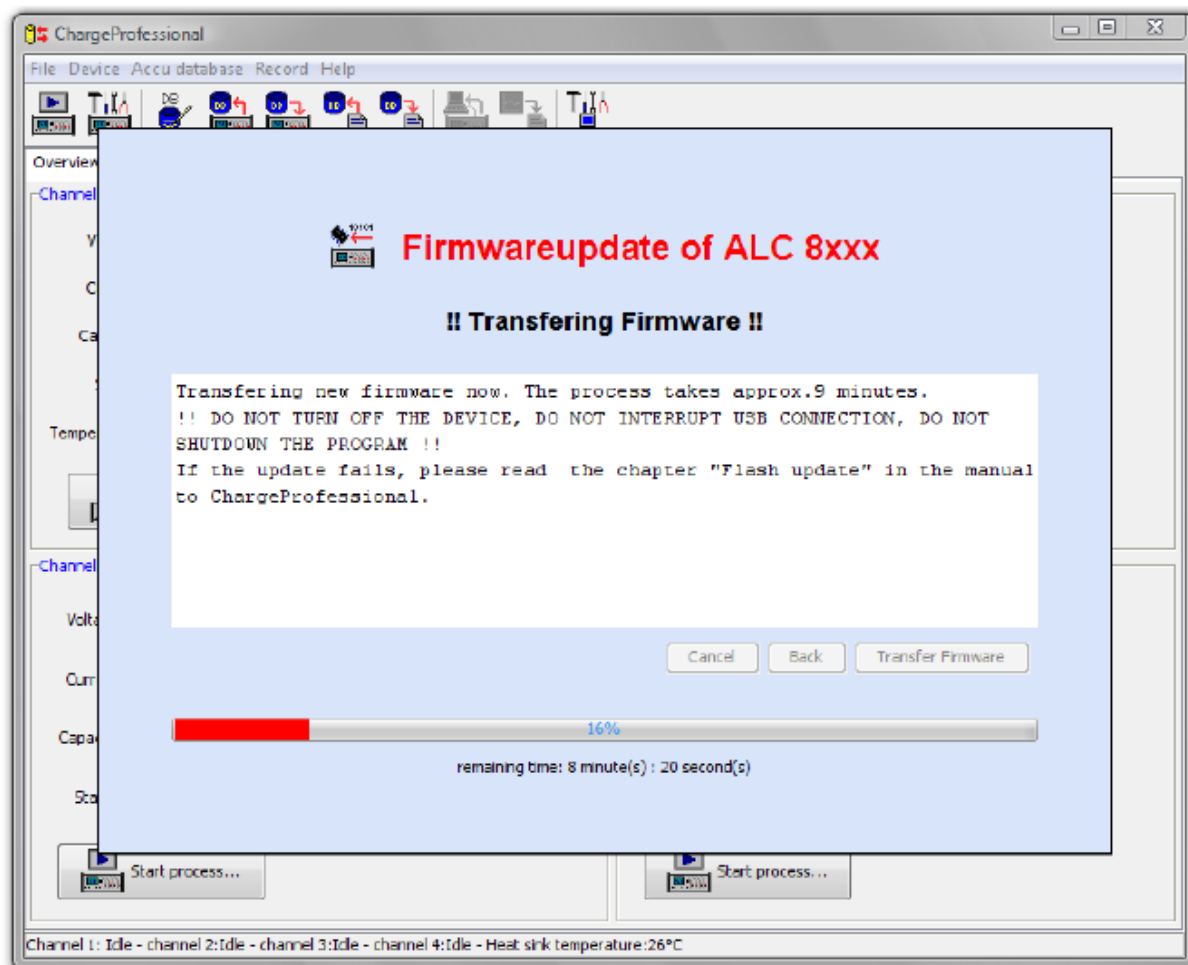 ChargeProfessional
File Device Accu database Record Help
DB
Overview
Channel
10101
Firmwareupdate of ALC 8xxx
!! Transfering Firmware !!
Transfering new firmware now. The process takes approx.9 minutes.
!! DO NOT TURN OFF THE DEVICE, DO NOT INTERRUPT USB CONNECTION, DO NOT
SHUTDOWN THE PROGRAM !!
If the update fails, please read  the chapter "Flash update" in the manual
to ChargeProfessional.
V
C
Ca
Tempe
Channel
Volta
Curr
Capa
Sta
Cancel Back Transfer Firmware
16%
remaining time: 8 minute(s) : 20 second(s)
Start process... Start process...
Channel 1: Idle - channel 2:Idle - channel 3:Idle - channel 4:Idle - Heat sink temperature:26°C